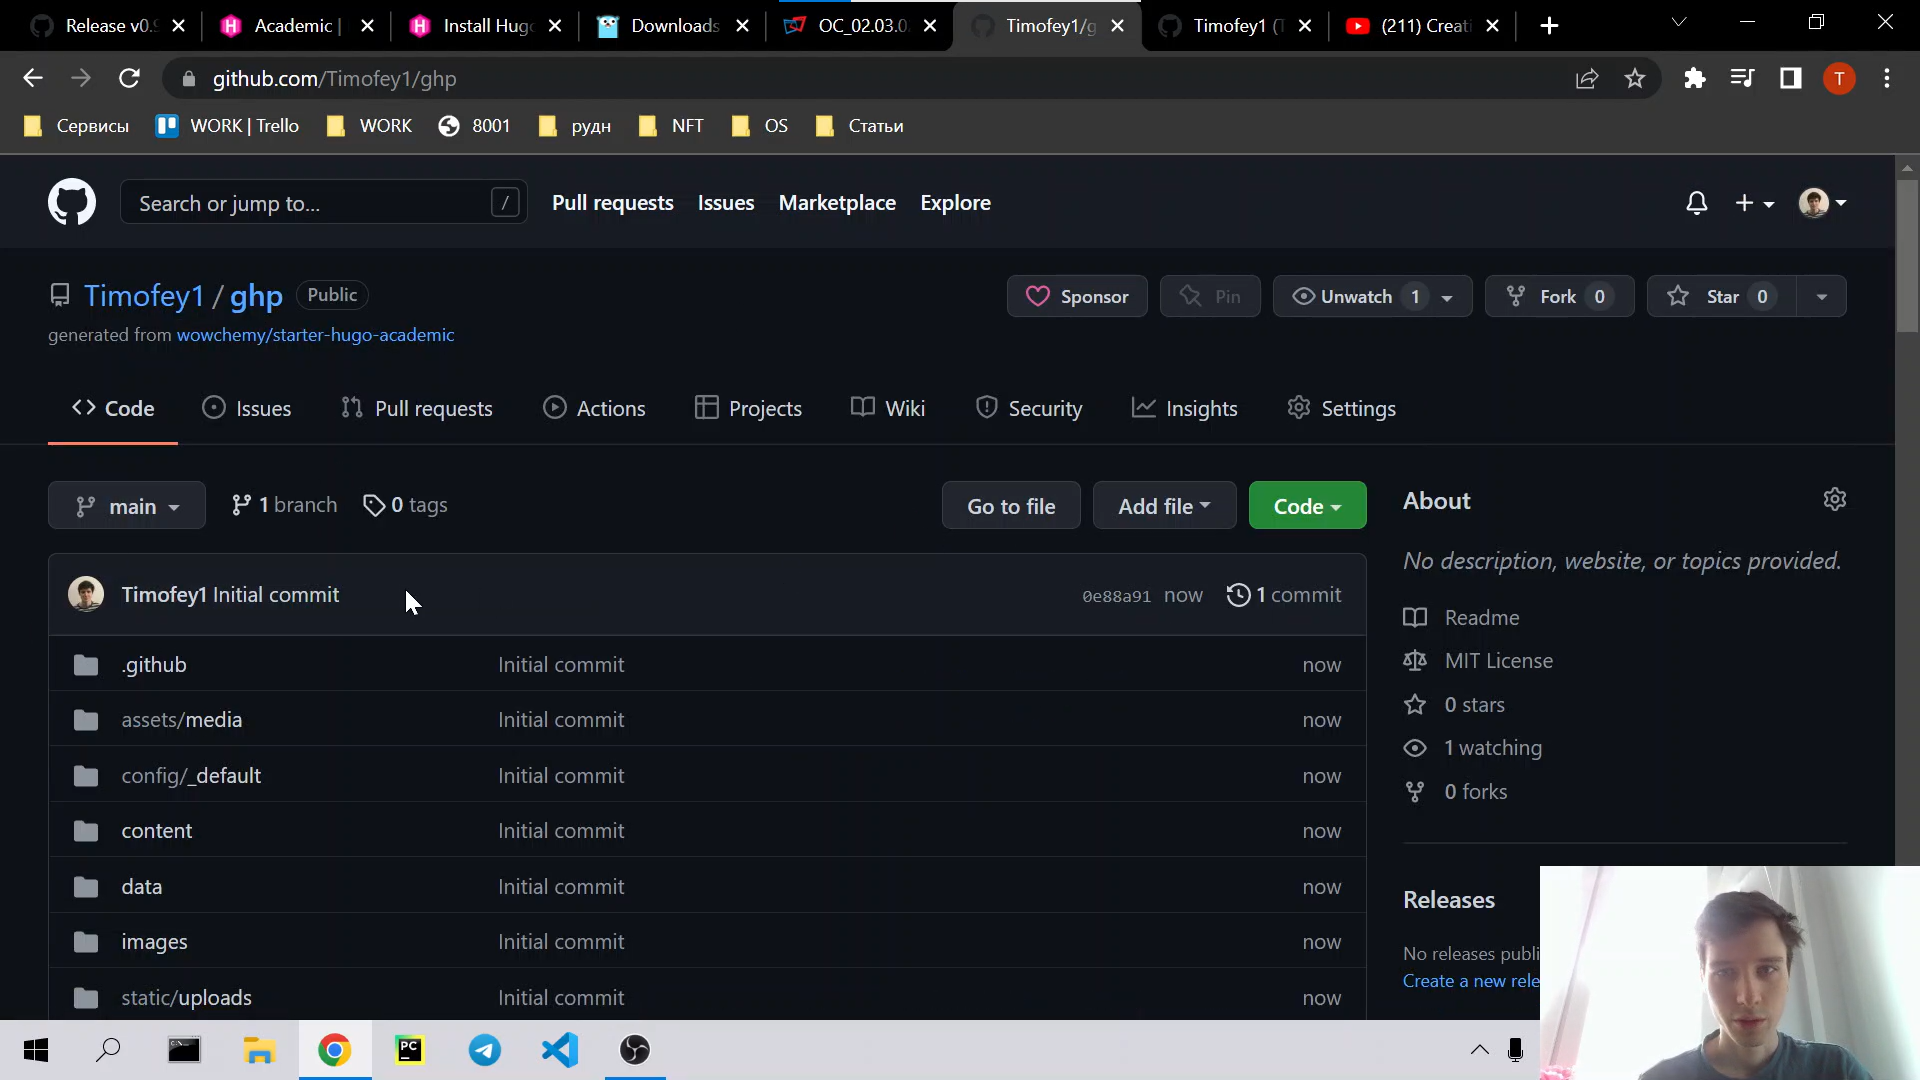 Release v0.9
Academic |
Install Hugo
Downloads
OC_02.03.0
Timofey1/g
Timofey1 (T
(211) Creati
github.com/Timofey1/ghp
T
Сервисы
WORK | Trello
WORK
8001
рудн
NFT
OS
Статьи
Search or jump to...
/
Pull requests
Issues
Marketplace
Explore
Timofey1 / ghp
Public
Sponsor
Pin
Unwatch 1
Fork 0
Star 0
generated from wowchemy/starter-hugo-academic
Code
Issues
Pull requests
Actions
Projects
Wiki
Security
Insights
Settings
main
1 branch
0 tags
Go to file
Add file
Code
About
No description, website, or topics provided.
Timofey1 Initial commit
0e88a91 now
1 commit
Readme
.github
Initial commit
now
MIT License
assets/media
Initial commit
now
0 stars
config/_default
Initial commit
now
1 watching
0 forks
content
Initial commit
now
data
Initial commit
now
Releases
images
Initial commit
now
No releases publi
Create a new rele
static/uploads
Initial commit
now
PC